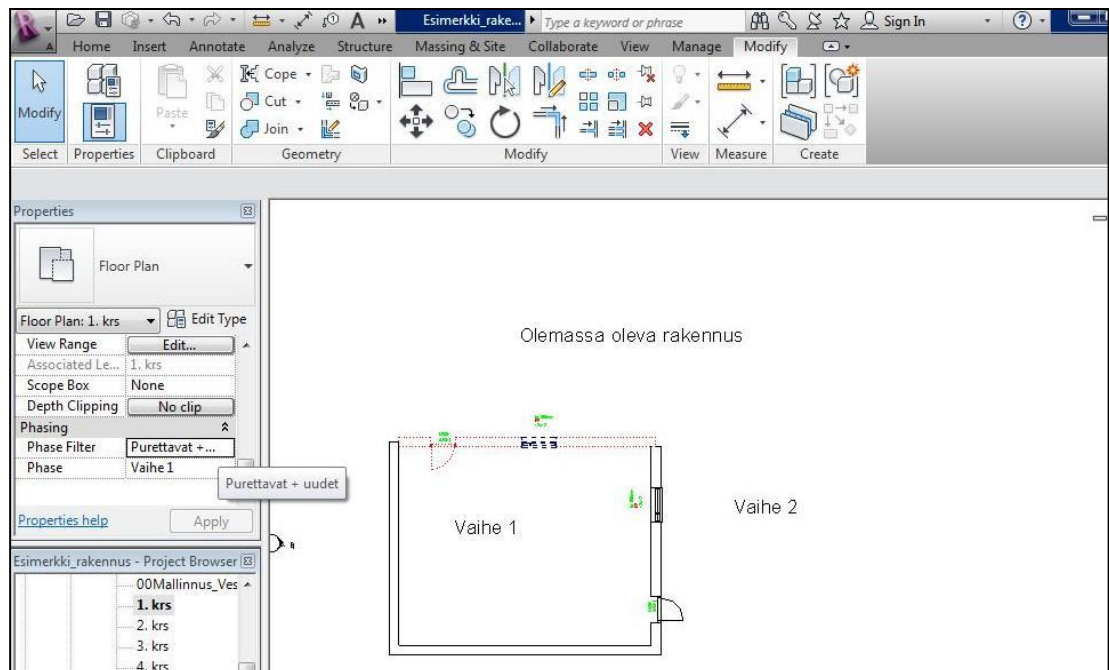 Esimerkki_rake...
Type a keyword or phrase
Sign In
Home Insert Annotate Analyze Structure Massing & Site Collaborate View Manage Modify
Modify
Paste
Cope
Cut
Join
Select Properties Clipboard Geometry Modify View Measure Create
Properties
Floor Plan
Floor Plan: 1. krs Edit Type
View Range Edit...
Associated Le... 1. krs
Scope Box None
Depth Clipping No clip
Phasing
Phase Filter Purettavat +...
Phase Vaihe 1
Purettavat + uudet
Properties help Apply
Esimerkki_rakennus - Project Browser
00Mallinnus_Ves
1. krs
2. krs
3. krs
4. krs
Olemassa oleva rakennus
Vaihe 1
Vaihe 2